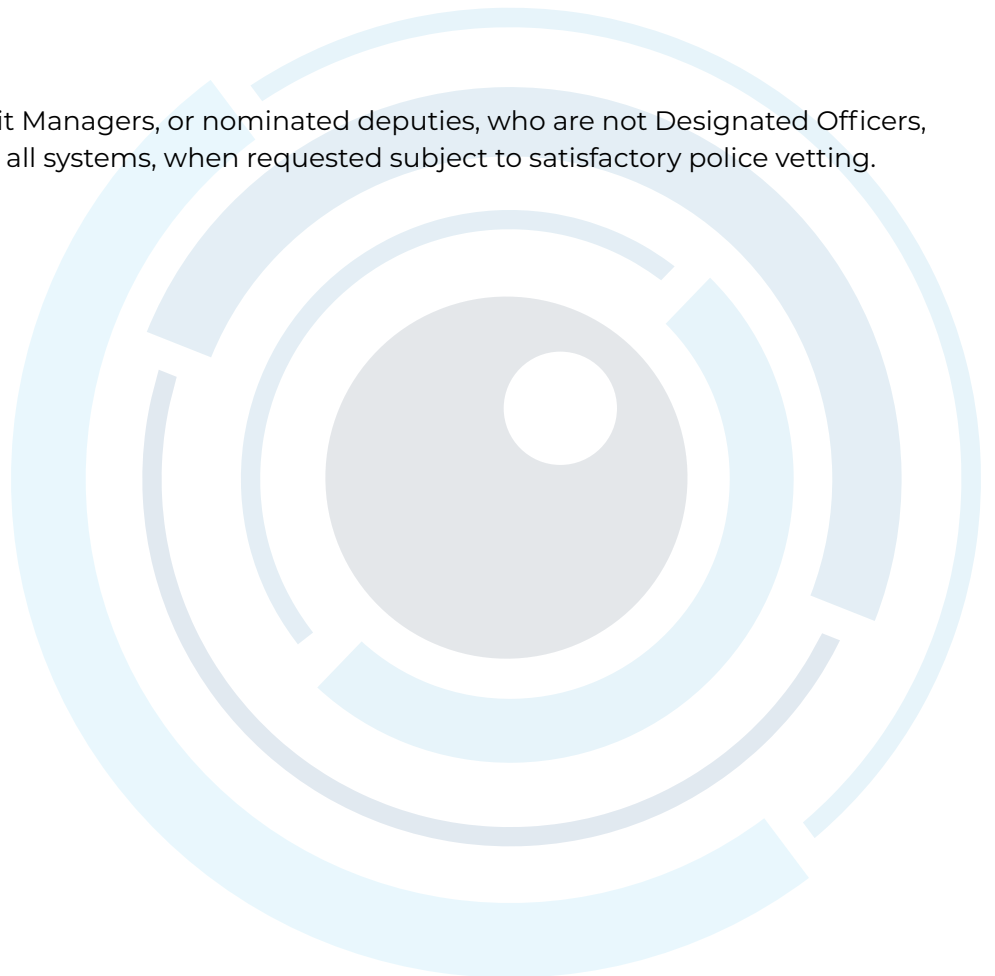 it Managers, or nominated deputies, who are not Designated Officers,
all systems, when requested subject to satisfactory police vetting.